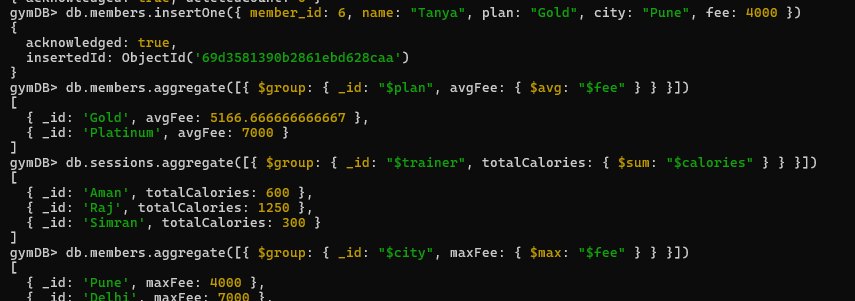 { acknowledged: true, deletedCount: 0 }
gymDB> db.members.insertOne({ member_id: 6, name: "Tanya", plan: "Gold", city: "Pune", fee: 4000 })
{
  acknowledged: true,
  insertedId: ObjectId('69d3581390b2861ebd628caa')
}
gymDB> db.members.aggregate([{ $group: { _id: "$plan", avgFee: { $avg: "$fee" } } }])
[
  { _id: 'Gold', avgFee: 5166.666666666667 },
  { _id: 'Platinum', avgFee: 7000 }
]
gymDB> db.sessions.aggregate([{ $group: { _id: "$trainer", totalCalories: { $sum: "$calories" } } }])
[
  { _id: 'Aman', totalCalories: 600 },
  { _id: 'Raj', totalCalories: 1250 },
  { _id: 'Simran', totalCalories: 300 }
]
gymDB> db.members.aggregate([{ $group: { _id: "$city", maxFee: { $max: "$fee" } } }])
[
  { _id: 'Pune', maxFee: 4000 },
  { _id: 'Delhi', maxFee: 7000 },